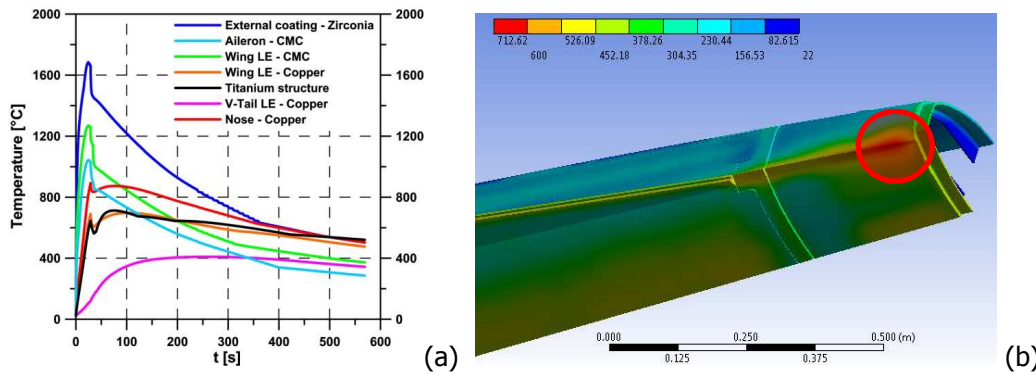 2000
1600
1200
800
400
0
Temperature [°C]
0 100 200 300 400 500 600
t [s]
2000
1600
1200
800
400
0
External coating - Zirconia
Aileron - CMC
Wing LE - CMC
Wing LE - Copper
Titanium structure
V-Tail LE - Copper
Nose - Copper
(a)
712.62 526.09 378.26 230.44 82.615
600 452.18 304.35 156.53 22
0.000 0.250 0.500 (m)
0.125 0.375
(b)